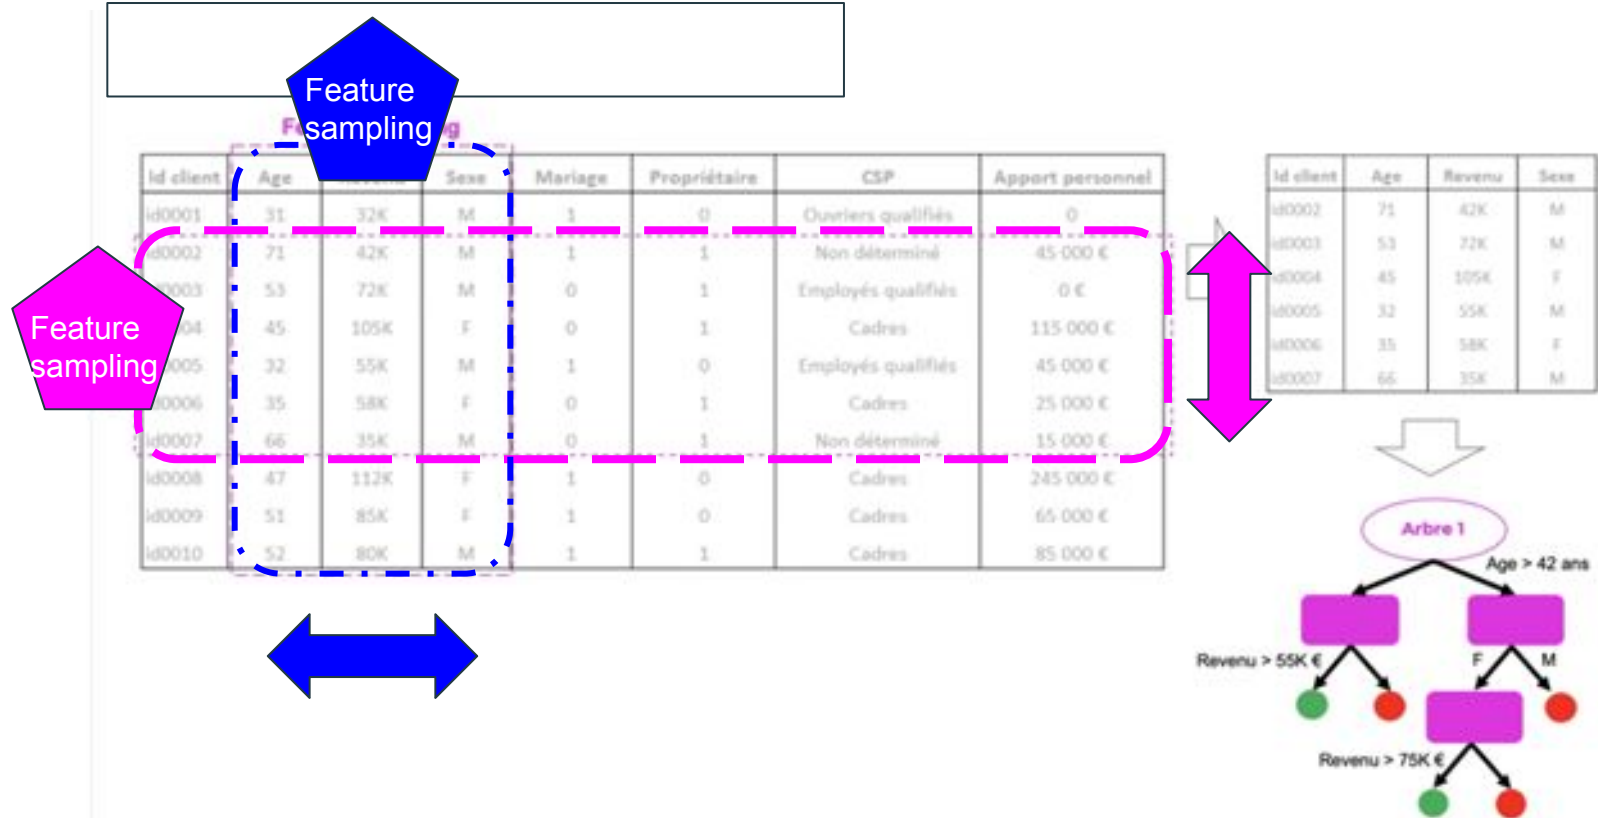 Feature
sampling
Id client Age Sexe Mariage Propriétaire CSP Apport personnel
id0001 31 32K M 1 0 Ouvriers qualifiés 0
id0002 71 42K M 1 1 Non déterminé 45 000 €
53 72K M 0 1 Employés qualifiés 0 €
45 105K F 0 1 Cadres 115 000 €
32 55K M 1 0 Employés qualifiés 45 000 €
id0006 35 58K F 0 1 Cadres 25 000 €
id0007 66 35K M 0 1 Non déterminé 15 000 €
id0008 47 112K F 1 0 Cadres 245 000 €
id0009 51 85K F 1 0 Cadres 65 000 €
id0010 52 80K M 1 1 Cadres 85 000 €
Feature
sampling
Id client Age Revenu Sexe
id0002 71 42K M
id0003 53 72K M
id0004 45 105K F
id0005 32 55K M
id0006 35 58K F
id0007 66 35K M
Arbre 1
Age > 42 ans
Revenu > 55K €
F M
Revenu > 75K €